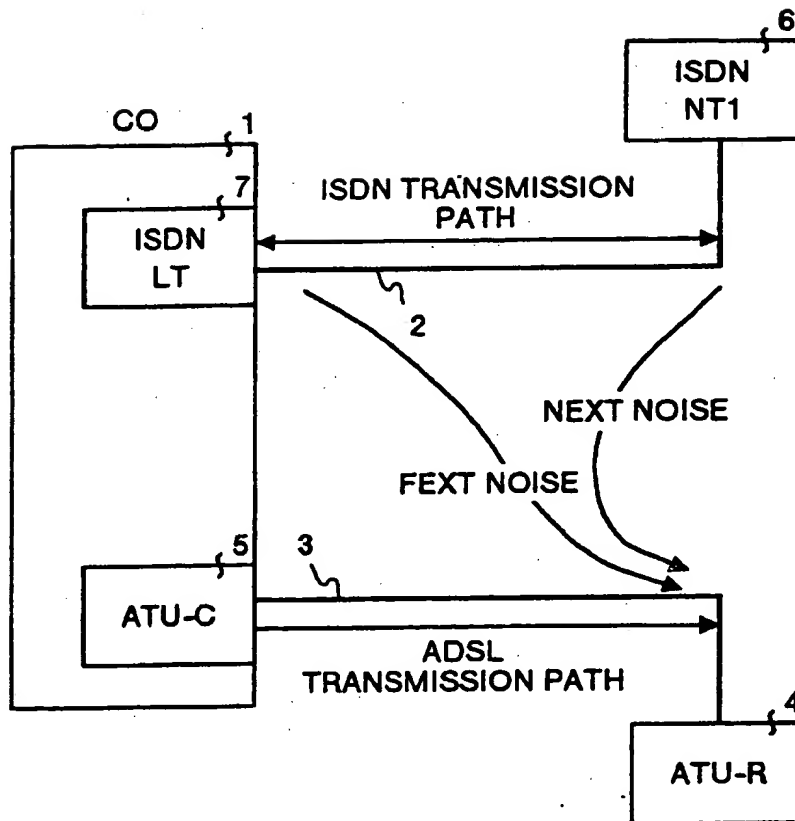 6
ISDN
NT1
CO
1
7
ISDN
LT
ISDN TRANSMISSION
PATH
2
NEXT NOISE
FEXT NOISE
5
ATU-C
3
ADSL
TRANSMISSION PATH
4
ATU-R